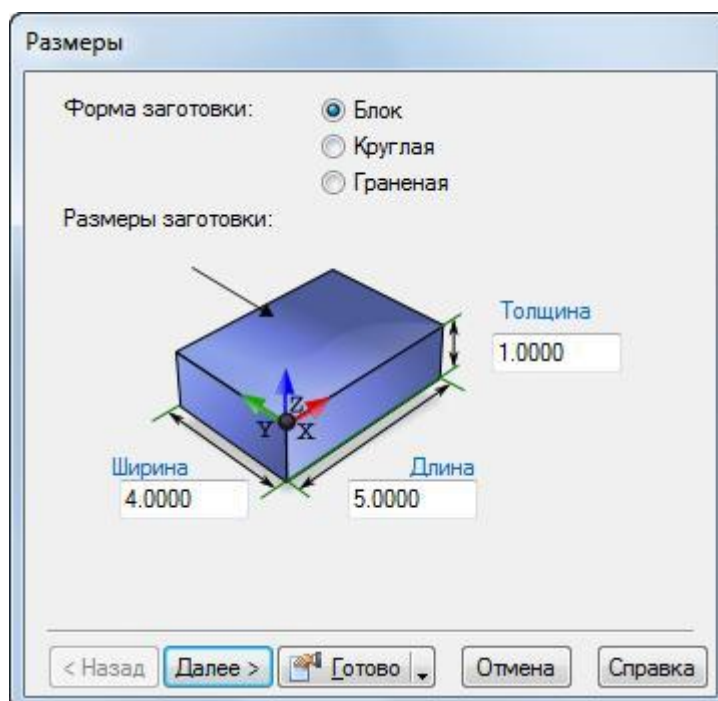 Размеры
Форма заготовки:
Блок
Круглая
Граненая
Размеры заготовки:
Толщина
1.0000
Z
Y X
Ширина
4.0000
Длина
5.0000
< Назад Далее > Готово Отмена Справка